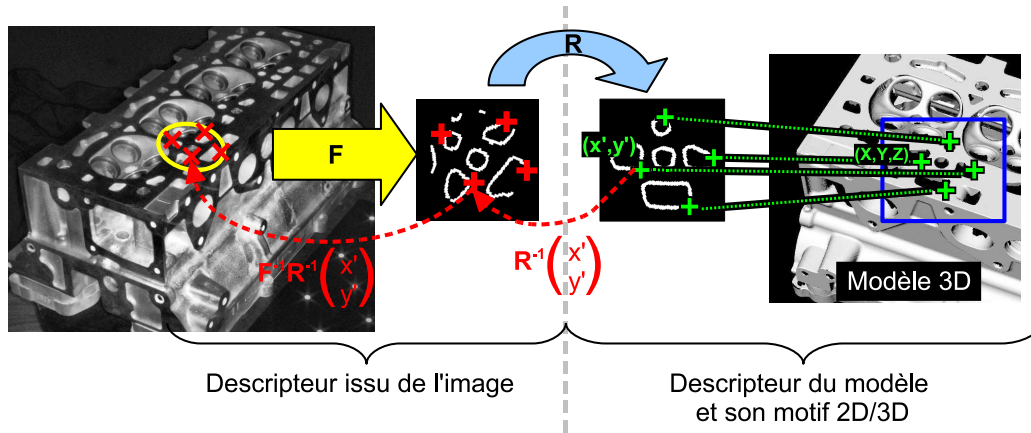 R
F
(x',y')
(X,Y,Z)
F⁻¹R⁻¹(x'
y')
R⁻¹(x'
y')
Modèle 3D
Descripteur issu de l'image
Descripteur du modèle
et son motif 2D/3D